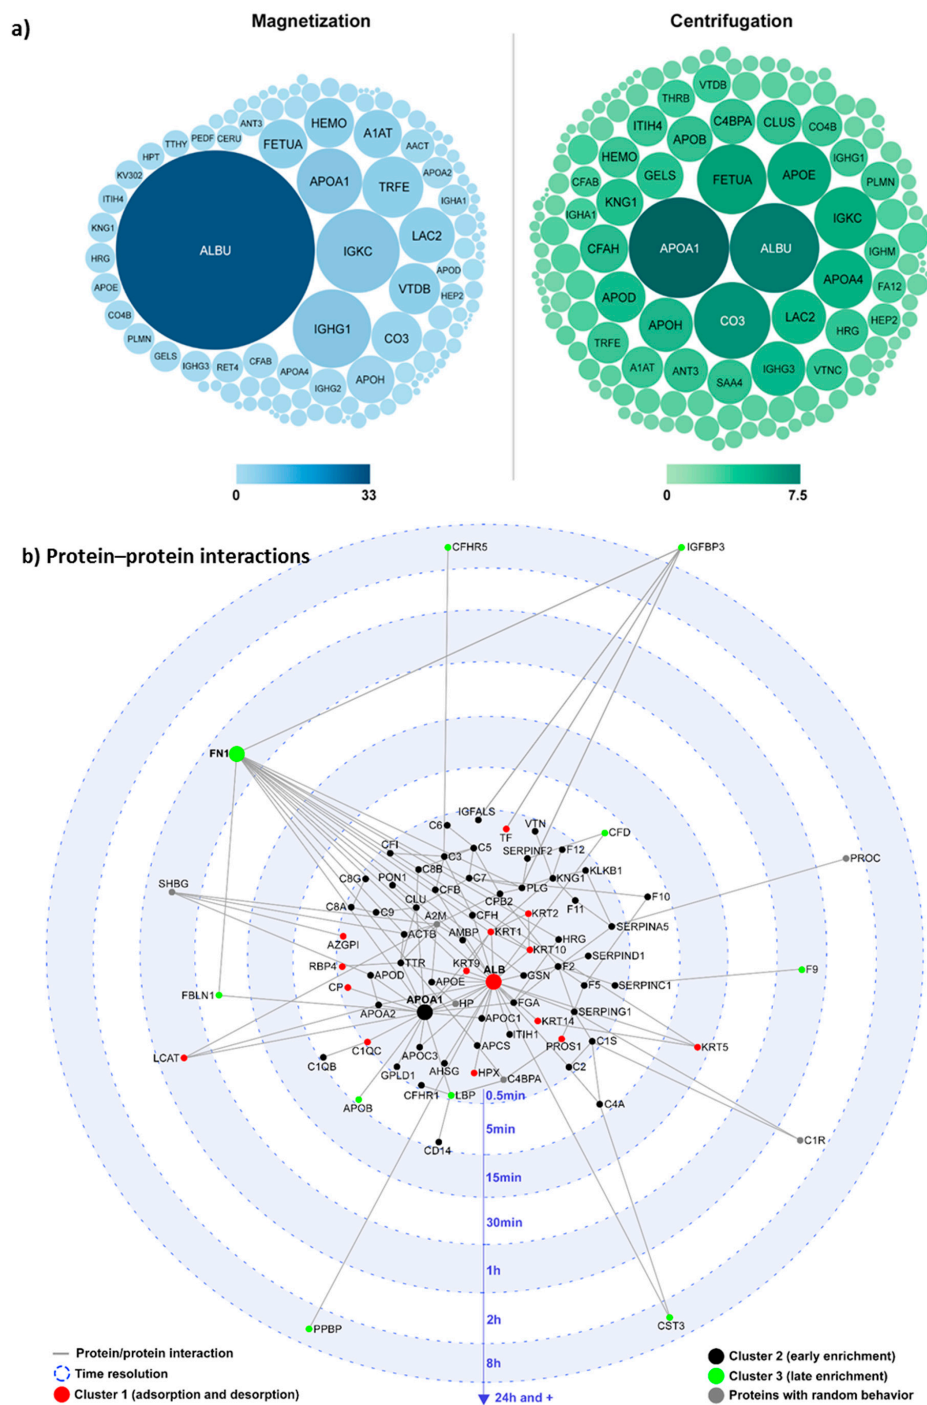 a)
Magnetization
Centrifugation
ALBU
IGKC
IGHG1
APOA1
TRFE
LAC2
HEMO
A1AT
FETUA
VTDB
CO3
APOH
ANT3
CERU
PEDF
TTHY
HPT
KV302
ITIH4
KNG1
HRG
APOE
CO4B
PLMN
GELS
IGHG3
RET4
CFAB
APOA4
IGHG2
AACT
APOA2
IGHA1
APOD
HEP2
VTDB
THRB
C4BPA
CLUS
CO4B
ITIH4
APOB
HEMO
GELS
FETUA
APOE
IGHG1
PLMN
CFAB
KNG1
IGHA1
CFAH
APOA1
ALBU
IGKC
IGHM
APOD
APOA4
FA12
APOH
CO3
LAC2
HRG
HEP2
TRFE
A1AT
ANT3
SAA4
IGHG3
VTNC
0
33
0
7.5
b) Protein–protein interactions
CFHR5
IGFBP3
FN1
IGFALS
C6
TF
VTN
CFD
CFI
C3
C5
SERPINF2
F12
PROC
C8G
PON1
C8B
C7
KNG1
KLKB1
SHBG
CFB
PLG
CPB2
F11
F10
C8A
C9
CLU
A2M
CFH
KRT2
SERPINA5
AZGPI
ACTB
AMBP
KRT1
HRG
KRT10
SERPIND1
RBP4
TTR
KRT9
ALB
F2
F9
CP
APOD
APOE
GSN
F5
SERPINC1
FBLN1
APOA1
HP
FGA
APOA2
APOC1
KRT14
SERPING1
ITIH1
C1QC
APOC3
APCS
PROS1
C1S
KRT5
LCAT
C1QB
GPLD1
AHSG
HPX
C4BPA
C2
CFHR1
LBP
APOB
C4A
CD14
C1R
PPBP
CST3
0.5min
5min
15min
30min
1h
2h
8h
24h and +
Protein/protein interaction
Time resolution
Cluster 1 (adsorption and desorption)
Cluster 2 (early enrichment)
Cluster 3 (late enrichment)
Proteins with random behavior